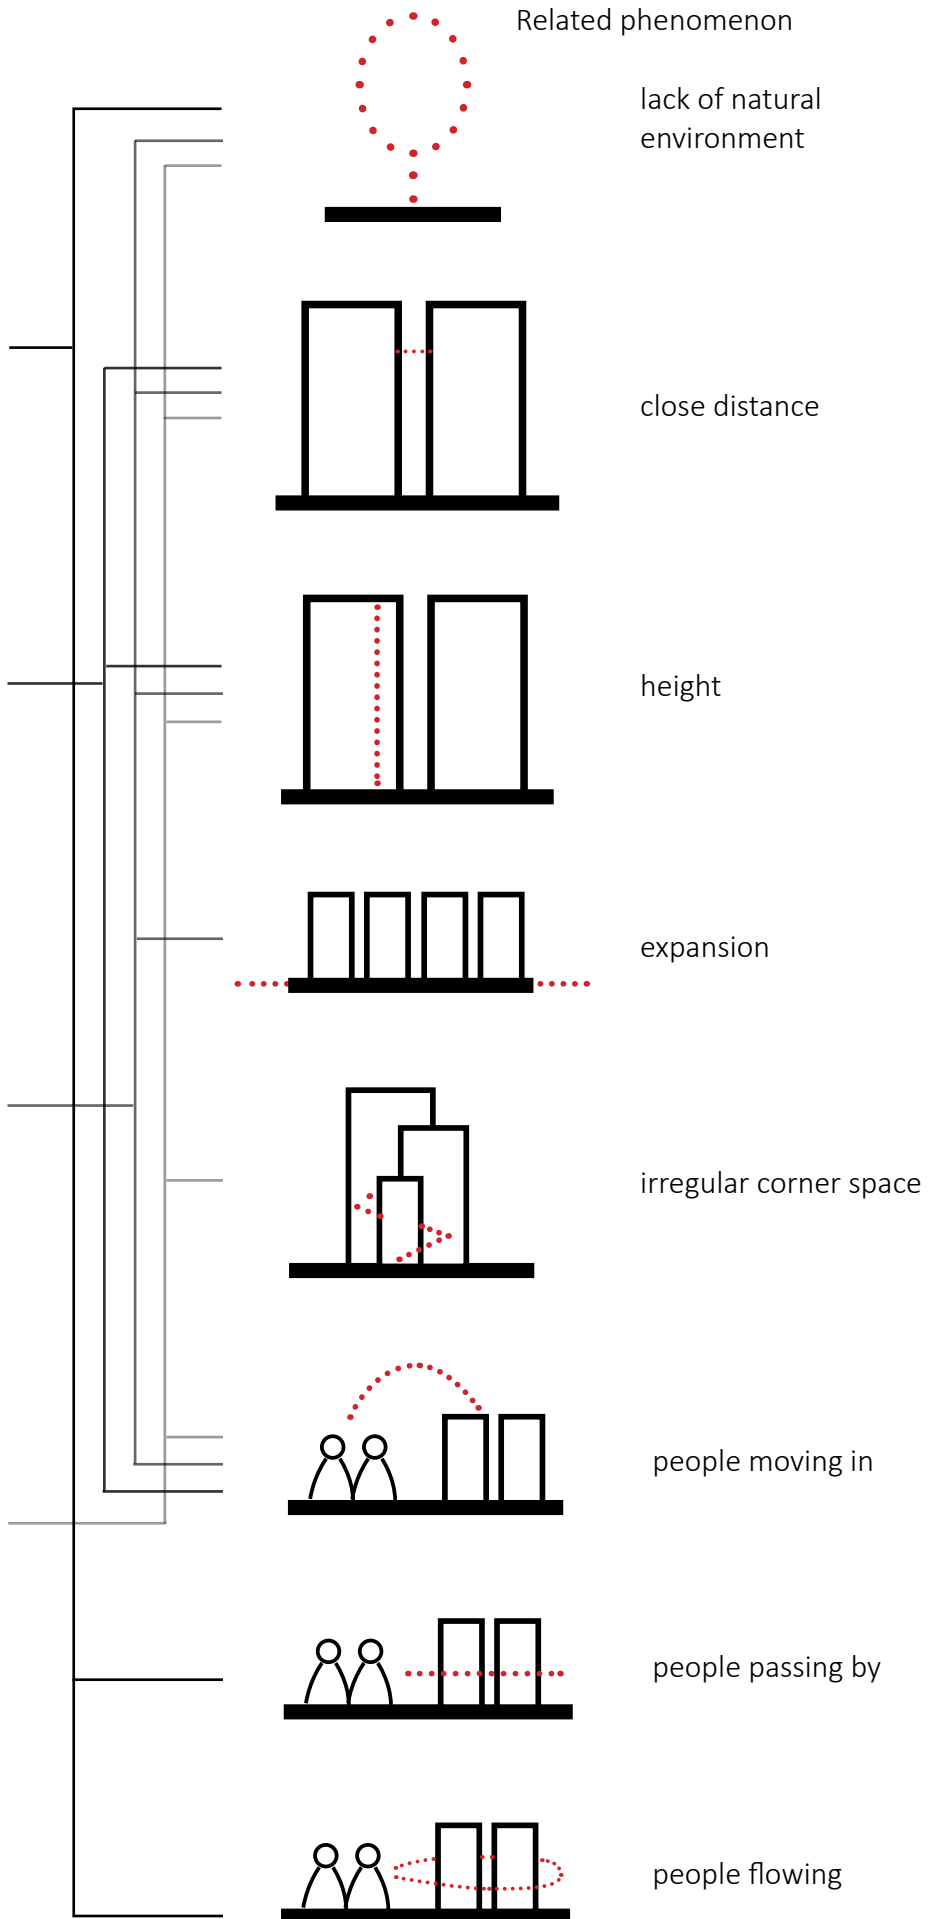 Related phenomenon
lack of natural
environment
close distance
height
expansion
irregular corner space
people moving in
people passing by
people flowing